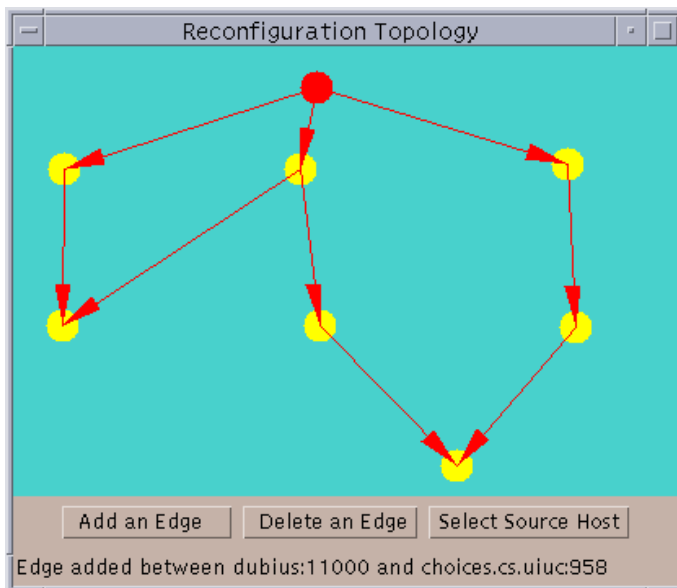 Reconfiguration Topology
Add an Edge
Delete an Edge
Select Source Host
Edge added between dubius:11000 and choices.cs.uiuc:958